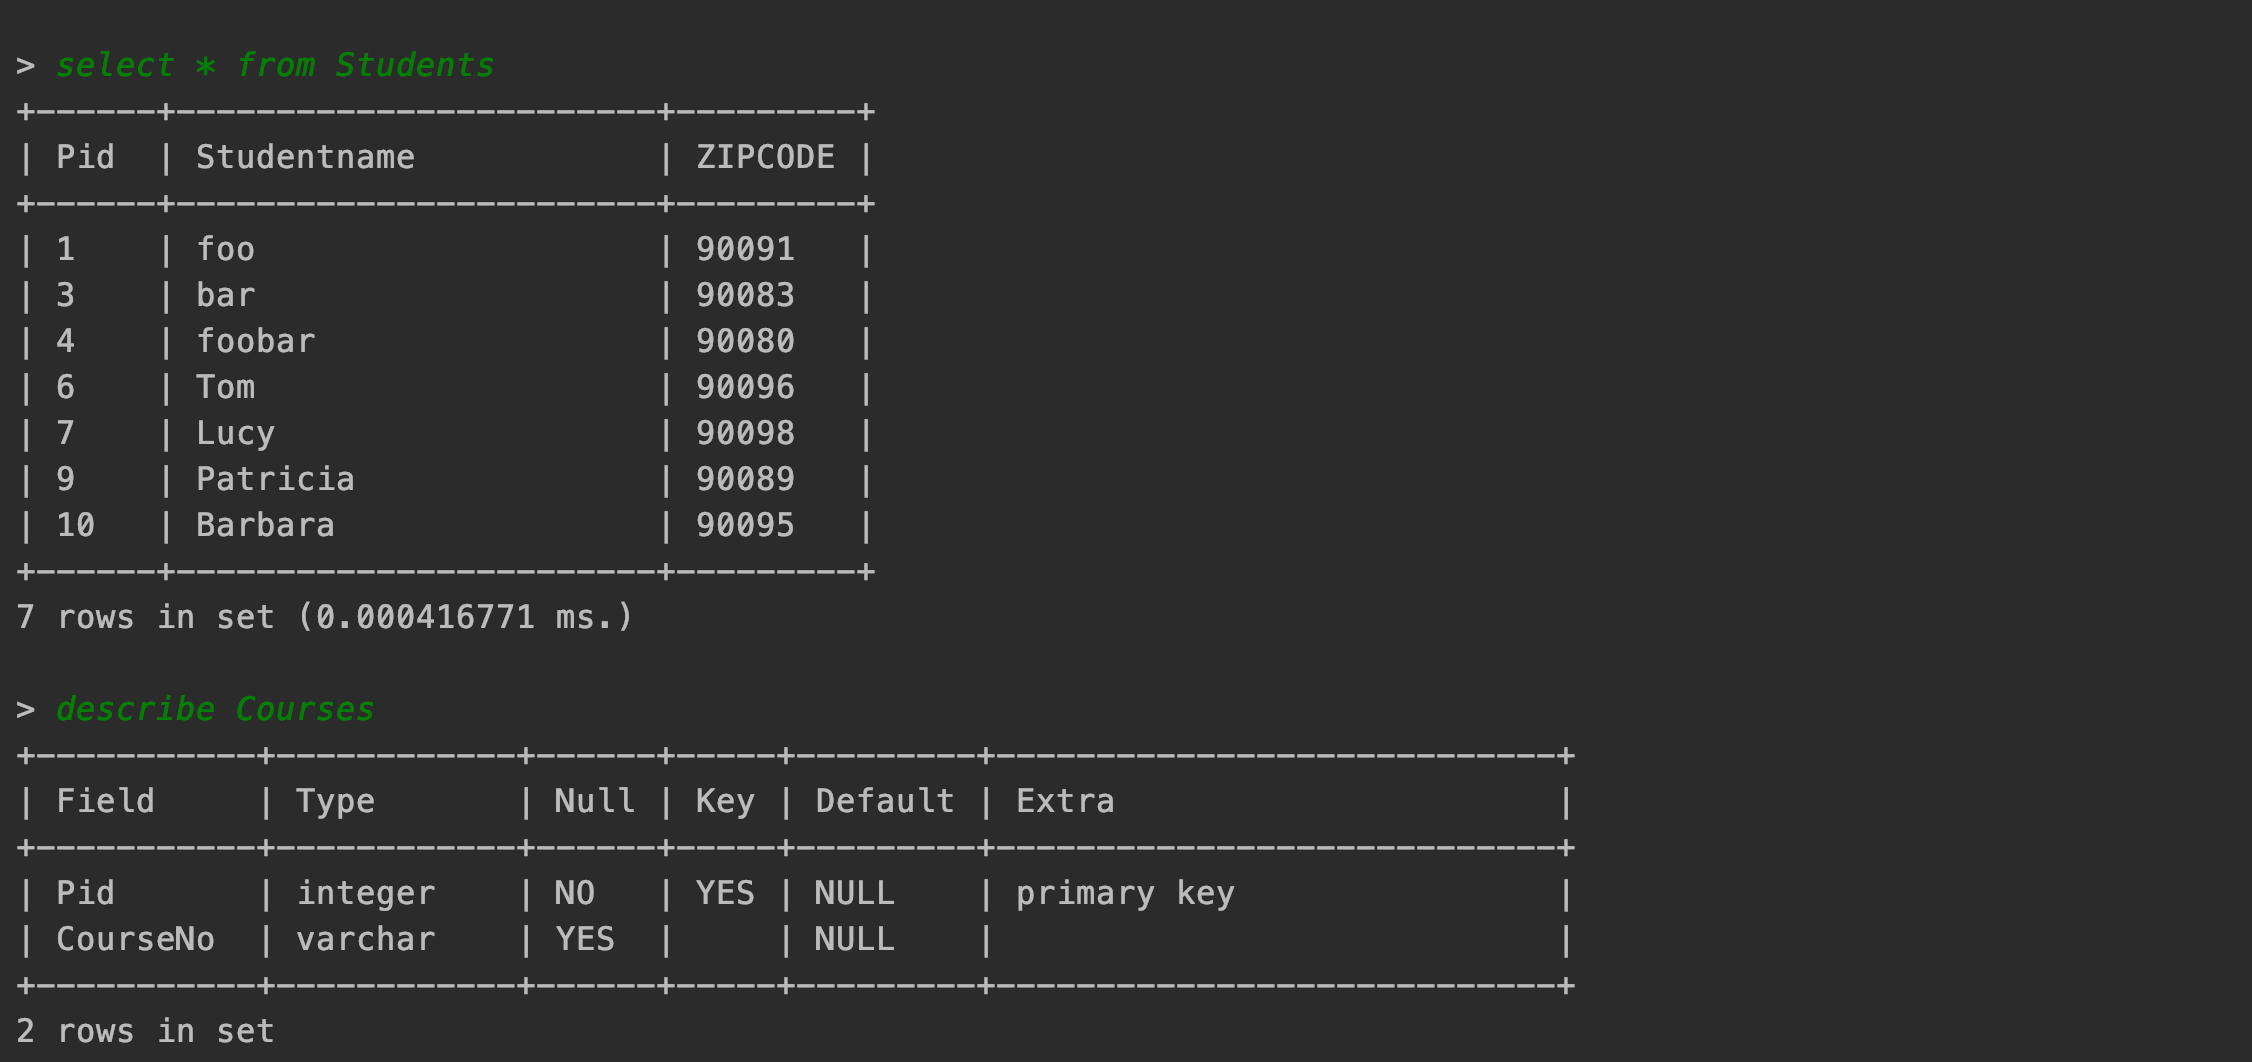 > select * from Students
+------+------------------------+---------+
| Pid  | Studentname            | ZIPCODE |
+------+------------------------+---------+
| 1    | foo                    | 90091   |
| 3    | bar                    | 90083   |
| 4    | foobar                 | 90080   |
| 6    | Tom                    | 90096   |
| 7    | Lucy                   | 90098   |
| 9    | Patricia               | 90089   |
| 10   | Barbara                | 90095   |
+------+------------------------+---------+
7 rows in set (0.000416771 ms.)
> describe Courses
+-----------+------------+------+-----+---------+----------------------------+
| Field     | Type       | Null | Key | Default | Extra                      |
+-----------+------------+------+-----+---------+----------------------------+
| Pid       | integer    | NO   | YES | NULL    | primary key                |
| CourseNo  | varchar    | YES  |     | NULL    |                            |
+-----------+------------+------+-----+---------+----------------------------+
2 rows in set